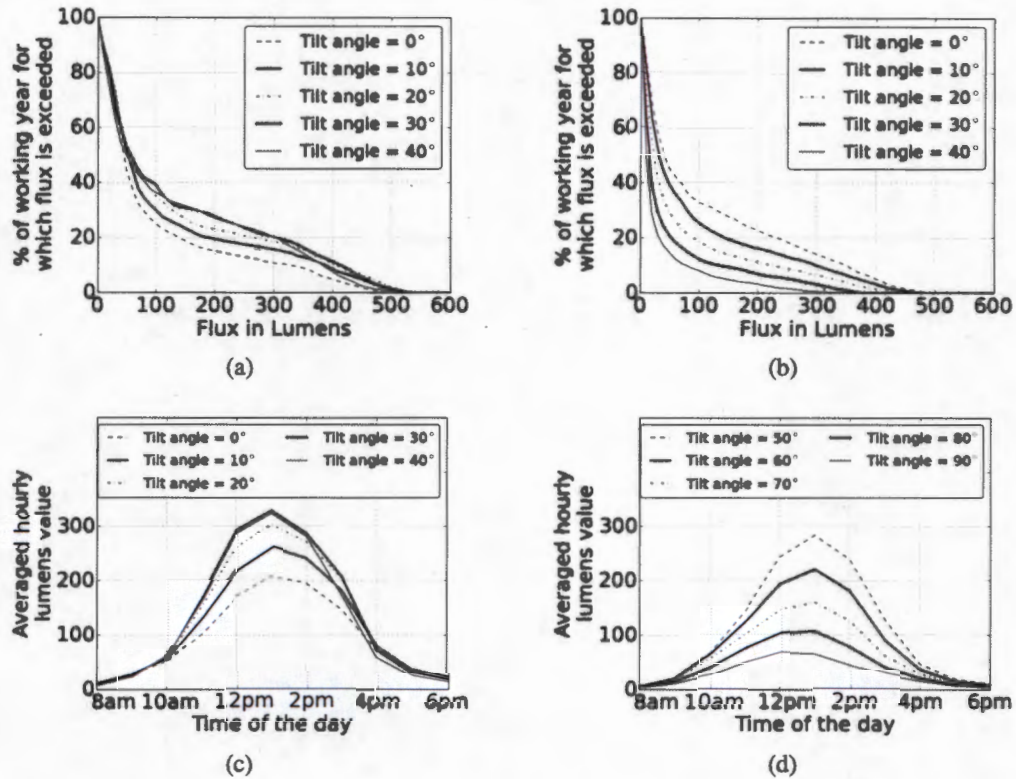 100
80
60
40
20
0
% of working year for
which flux is exceeded
Tilt angle = 0°
Tilt angle = 10°
Tilt angle = 20°
Tilt angle = 30°
Tilt angle = 40°
0 100 200 300 400 500 600
Flux in Lumens
(a)
100
80
60
40
20
0
% of working year for
which flux is exceeded
Tilt angle = 0°
Tilt angle = 10°
Tilt angle = 20°
Tilt angle = 30°
Tilt angle = 40°
0 100 200 300 400 500 600
Flux in Lumens
(b)
Tilt angle = 0° Tilt angle = 30°
Tilt angle = 10° Tilt angle = 40°
Tilt angle = 20°
Averaged hourly
lumens value
300
200
100
0
8am 10am 12pm 2pm 4pm 6pm
Time of the day
(c)
Tilt angle = 50° Tilt angle = 80°
Tilt angle = 60° Tilt angle = 90°
Tilt angle = 70°
Averaged hourly
lumens value
300
200
100
0
8am 10am 12pm 2pm 4pm 6pm
Time of the day
(d)